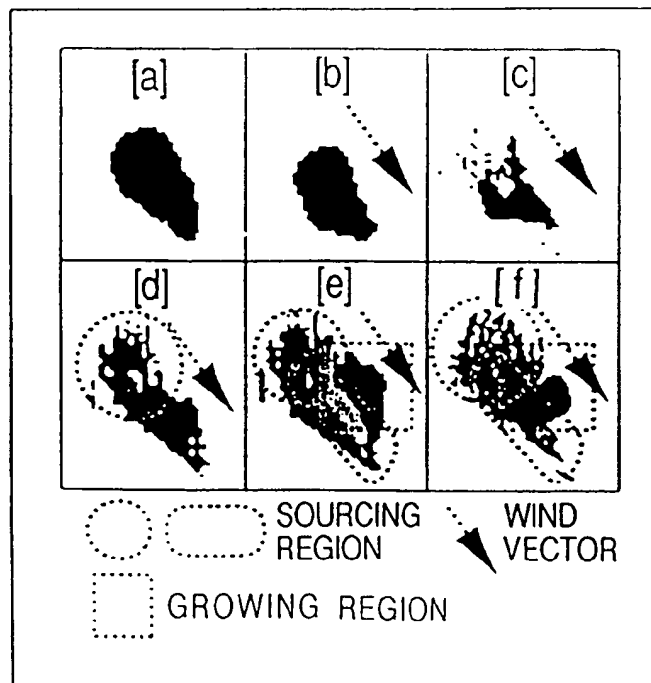 [a] [b] [c]
[d] [e] [f]
SOURCING REGION
WIND VECTOR
GROWING REGION